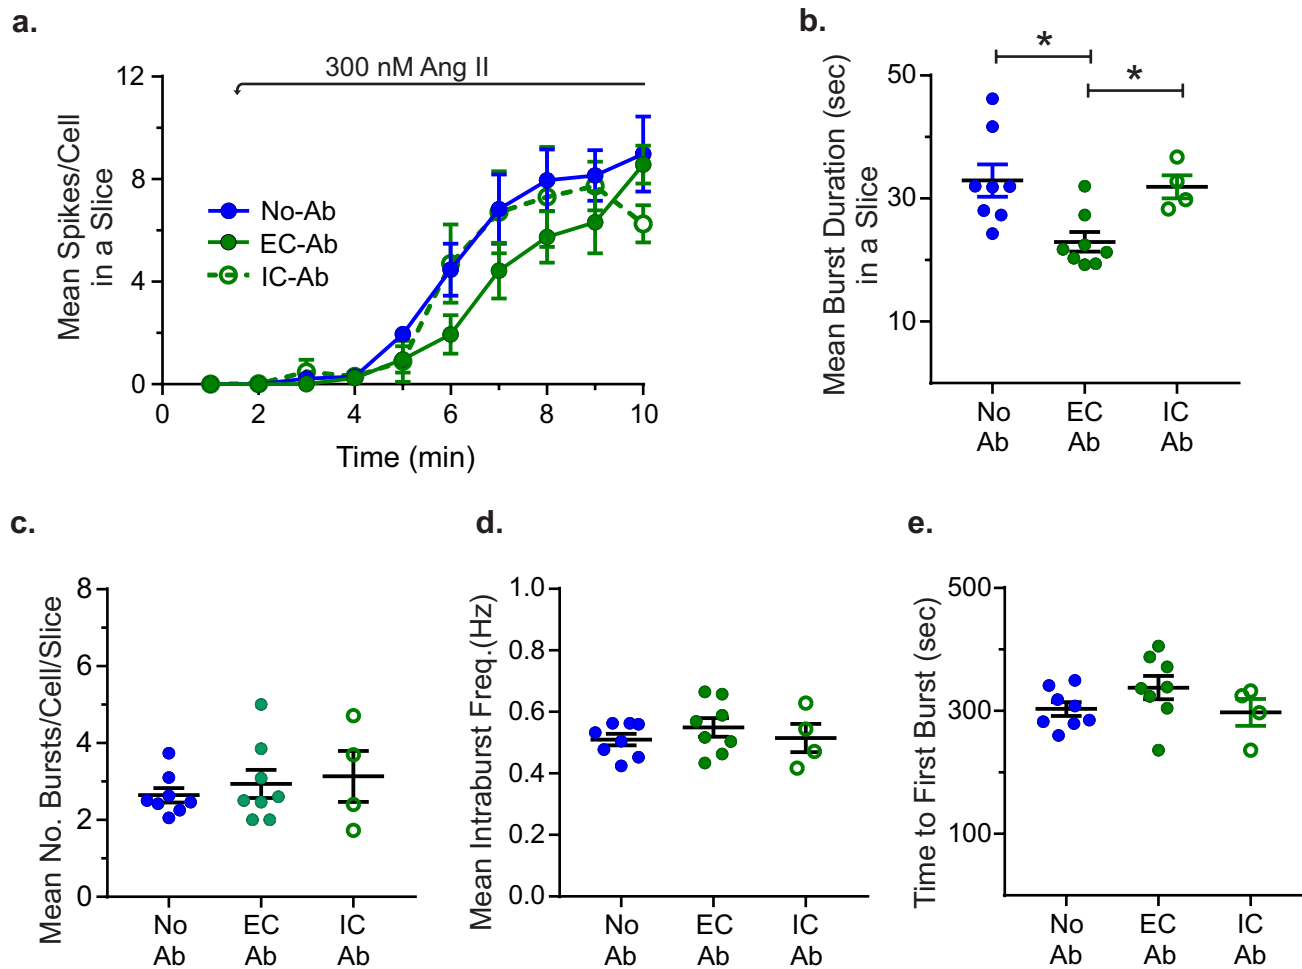 a.
300 nM Ang II
Mean Spikes/Cell
in a Slice
12
8
4
0
No-Ab
EC-Ab
IC-Ab
0 2 4 6 8 10
Time (min)
b.
* *
Mean Burst Duration (sec)
in a Slice
50
30
10
No EC IC
Ab Ab Ab
c.
Mean No. Bursts/Cell/Slice
8
6
4
2
0
No EC IC
Ab Ab Ab
d.
Mean Intraburst Freq.(Hz)
1.0
0.8
0.6
0.4
0.2
0.0
No EC IC
Ab Ab Ab
e.
Time to First Burst (sec)
500
300
100
No EC IC
Ab Ab Ab